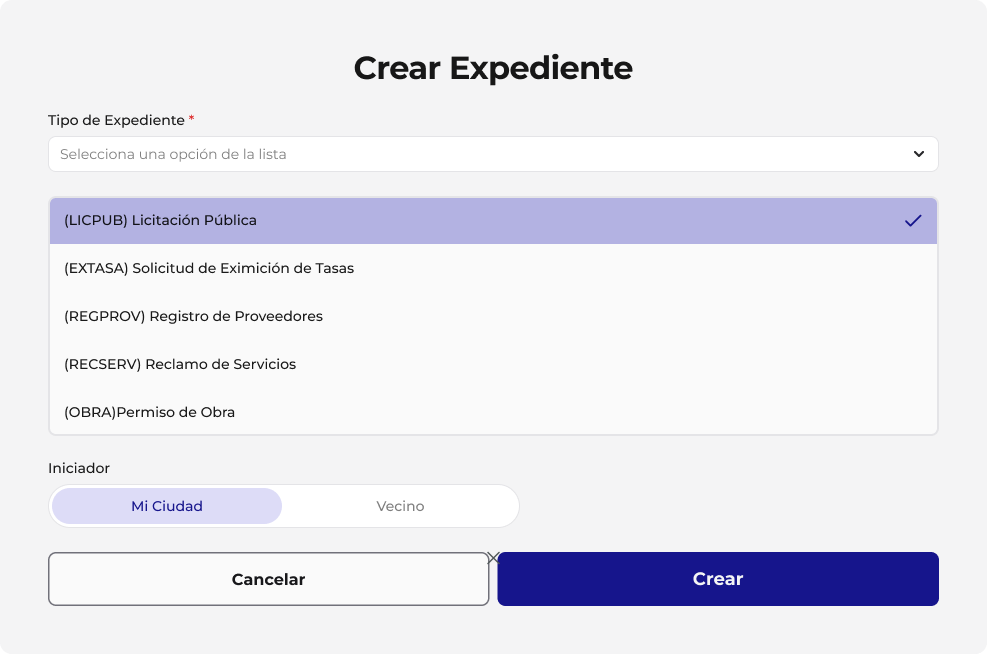 Crear Expediente
Tipo de Expediente *
Selecciona una opción de la lista
(LICPUB) Licitación Pública
(EXTASA) Solicitud de Eximición de Tasas
(REGPROV) Registro de Proveedores
(RECSERV) Reclamo de Servicios
(OBRA)Permiso de Obra
Iniciador
Mi Ciudad Vecino
Cancelar Crear